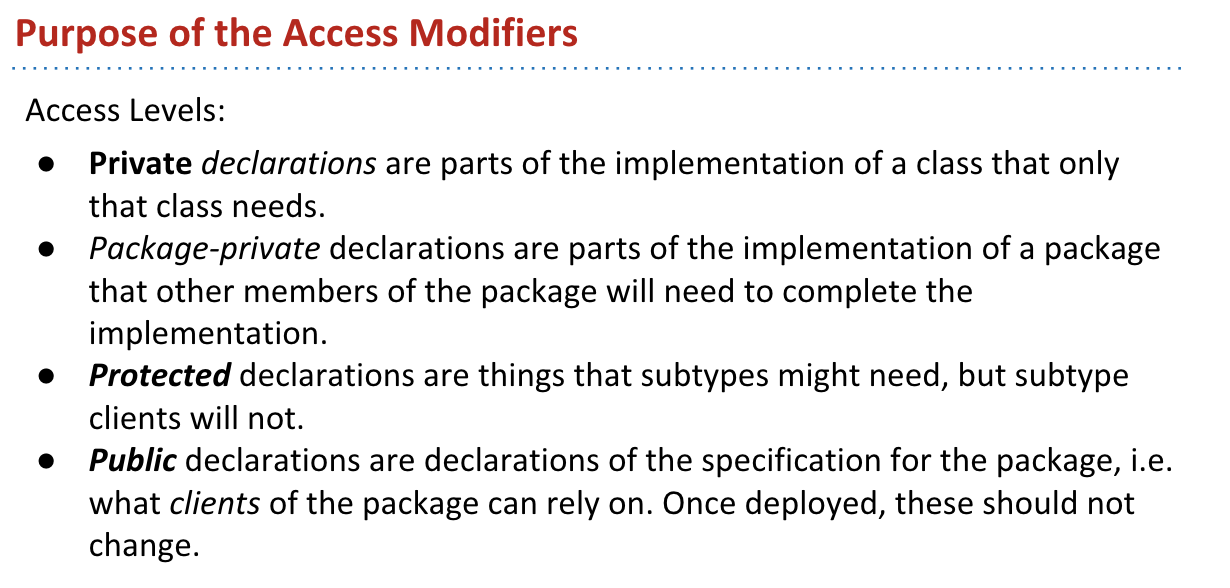 Purpose of the Access Modifiers
Access Levels:
● Private declarations are parts of the implementation of a class that only
that class needs.
● Package-private declarations are parts of the implementation of a package
that other members of the package will need to complete the
implementation.
● Protected declarations are things that subtypes might need, but subtype
clients will not.
● Public declarations are declarations of the specification for the package, i.e.
what clients of the package can rely on. Once deployed, these should not
change.